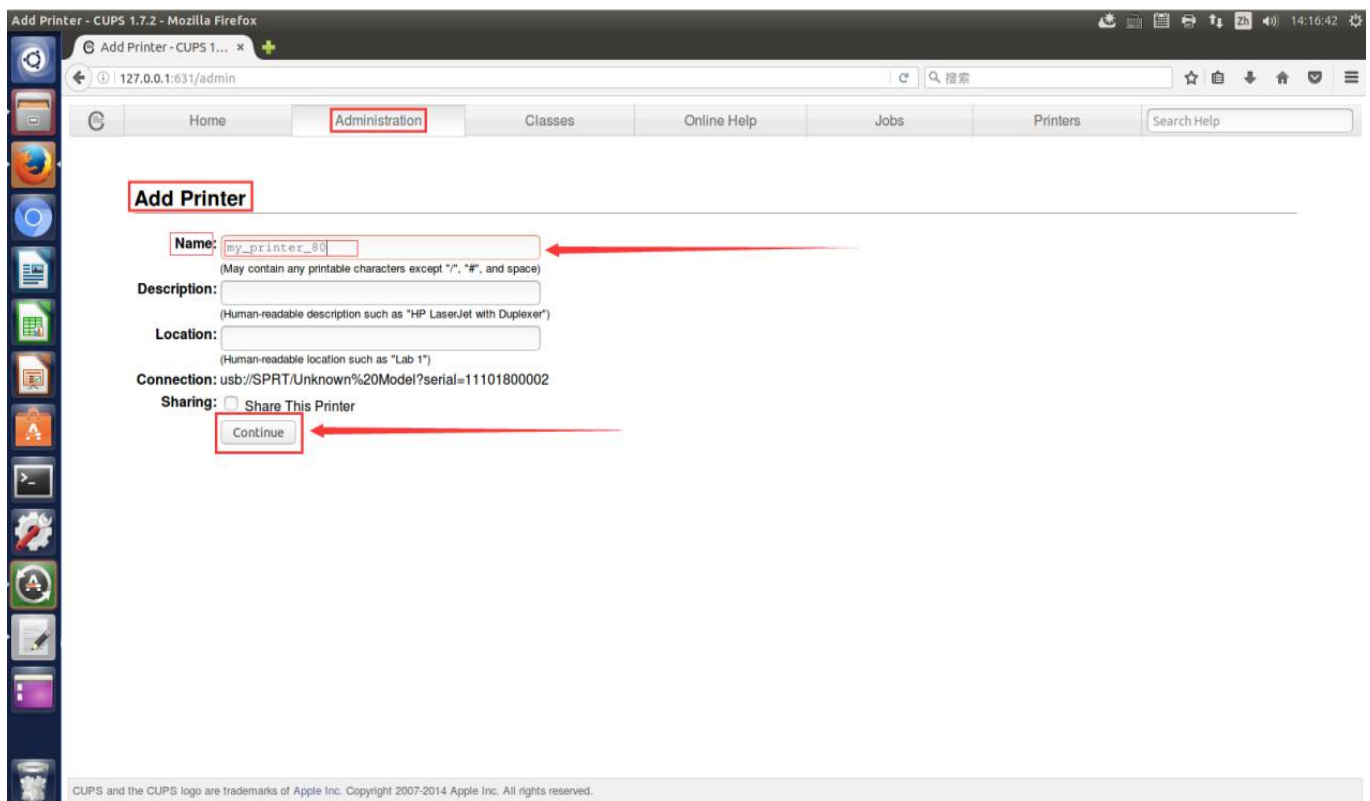 Add Printer - CUPS 1.7.2 - Mozilla Firefox
Zh 14:16:42
Add Printer - CUPS 1... ×
127.0.0.1:631/admin
搜索
Home Administration Classes Online Help Jobs Printers Search Help
Add Printer
Name: my_printer_80
(May contain any printable characters except "/", "#", and space)
Description:
(Human-readable description such as "HP LaserJet with Duplexer")
Location:
(Human-readable location such as "Lab 1")
Connection: usb://SPRT/Unknown%20Model?serial=11101800002
Sharing: Share This Printer
Continue
CUPS and the CUPS logo are trademarks of Apple Inc. Copyright 2007-2014 Apple Inc. All rights reserved.